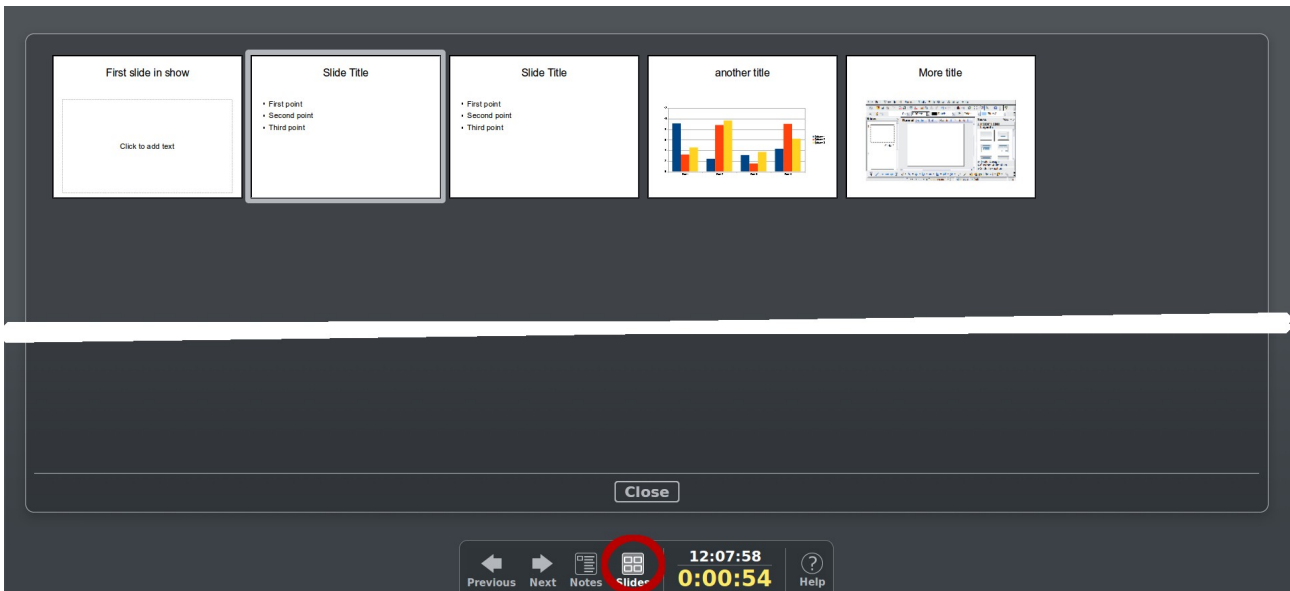 First slide in show
Click to add text
Slide Title
• First point
• Second point
• Third point
Slide Title
• First point
• Second point
• Third point
another title
More title
Close
Previous
Next
Notes
Slides
12:07:58
0:00:54
?
Help